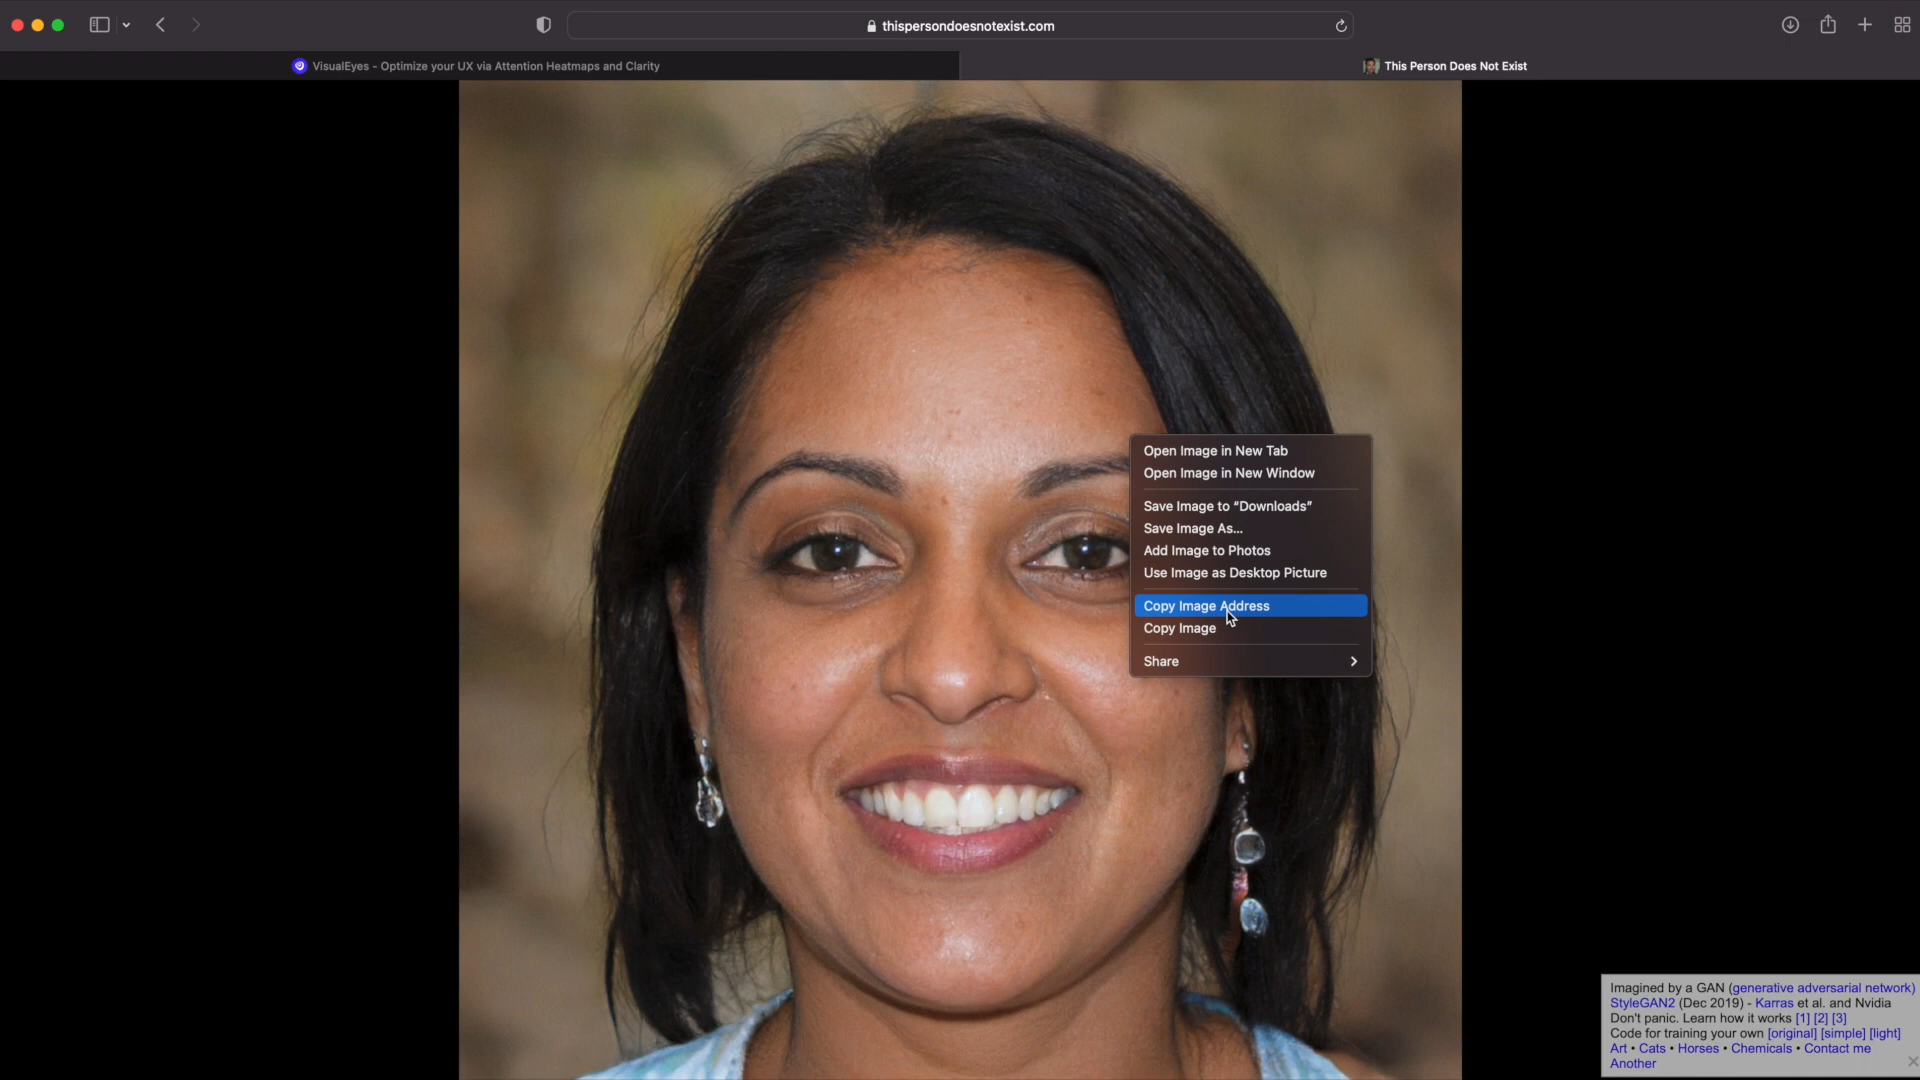 thispersondoesnotexist.com
VisualEyes - Optimize your UX via Attention Heatmaps and Clarity
This Person Does Not Exist
Open Image in New Tab
Open Image in New Window
Save Image to “Downloads”
Save Image As...
Add Image to Photos
Use Image as Desktop Picture
Copy Image Address
Copy Image
Share
Imagined by a GAN (generative adversarial network)
StyleGAN2 (Dec 2019) - Karras et al. and Nvidia
Don't panic. Learn how it works [1] [2] [3]
Code for training your own [original] [simple] [light]
Art • Cats • Horses • Chemicals • Contact me
Another